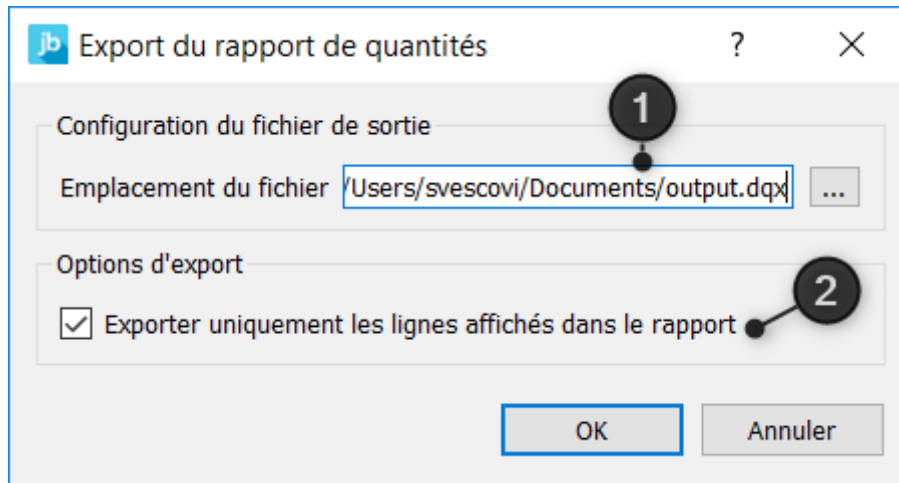 jb Export du rapport de quantités ?
1
Configuration du fichier de sortie
Emplacement du fichier /Users/svescovi/Documents/output.dqx ...
Options d'export
2
Exporter uniquement les lignes affichés dans le rapport
OK Annuler